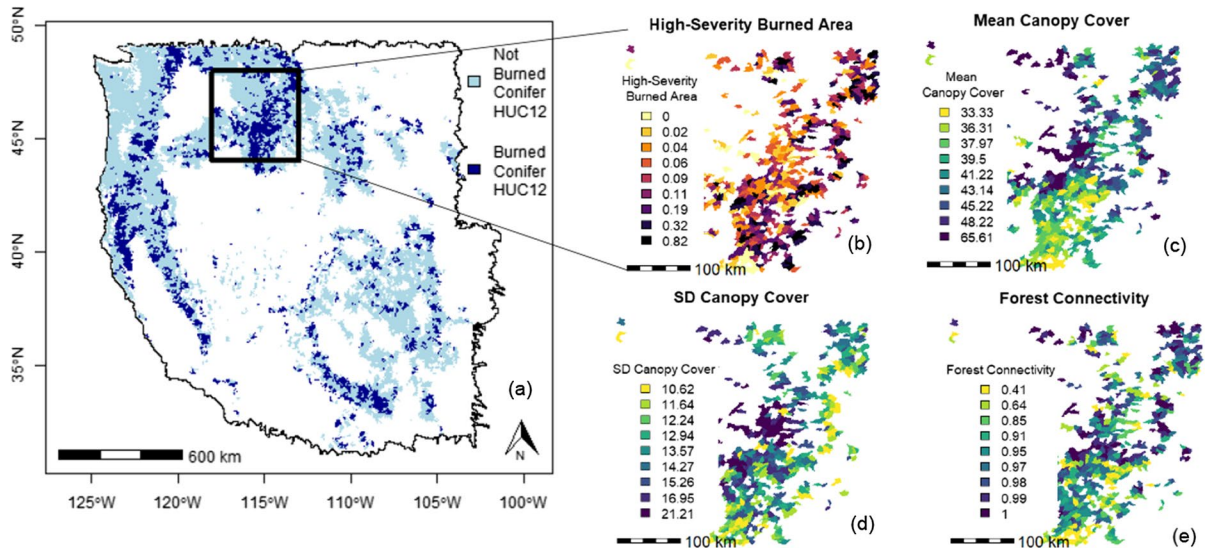 50°N
45°N
40°N
35°N
125°W
120°W
115°W
110°W
105°W
100°W
Not
Burned
Conifer
HUC12
Burned
Conifer
HUC12
(a)
N
600 km
High-Severity Burned Area
High-Severity
Burned Area
0
0.02
0.04
0.06
0.09
0.11
0.19
0.32
0.82
(b)
100 km
Mean Canopy Cover
Mean
Canopy Cover
33.33
36.31
37.97
39.5
41.22
43.14
45.22
48.22
65.61
(c)
100 km
SD Canopy Cover
SD Canopy Cover
10.62
11.64
12.24
12.94
13.57
14.27
15.26
16.95
21.21
(d)
100 km
Forest Connectivity
Forest Connectivity
0.41
0.64
0.85
0.91
0.95
0.97
0.98
0.99
1
(e)
100 km